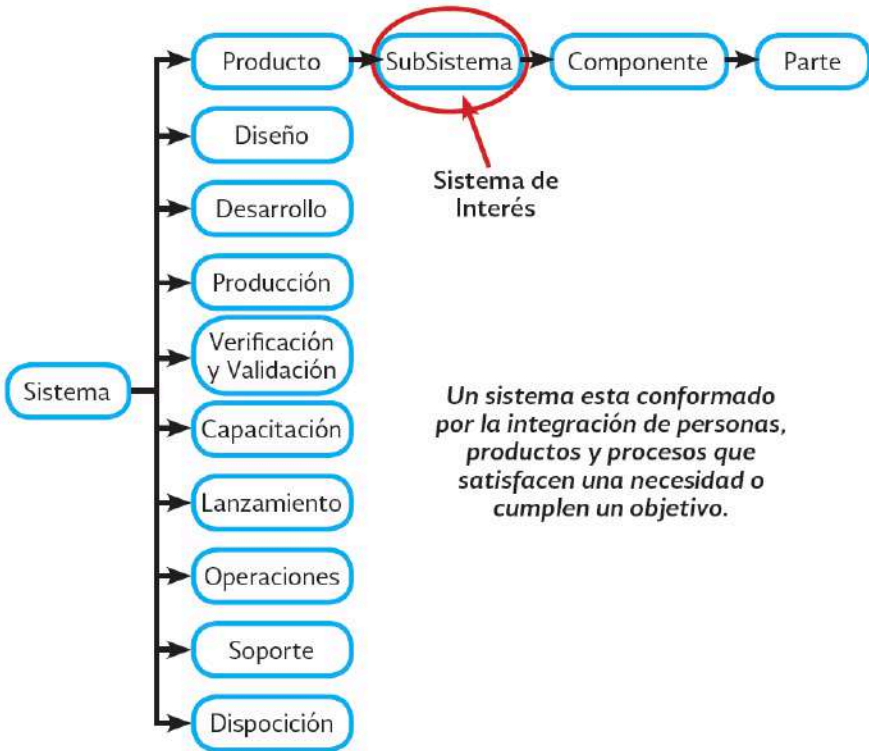 Producto
SubSistema
Componente
Parte
Diseño
Sistema de
Interés
Desarrollo
Producción
Verificación
y Validación
Sistema
Un sistema esta conformado
por la integración de personas,
productos y procesos que
satisfacen una necesidad o
cumplen un objetivo.
Capacitación
Lanzamiento
Operaciones
Soporte
Dispocición